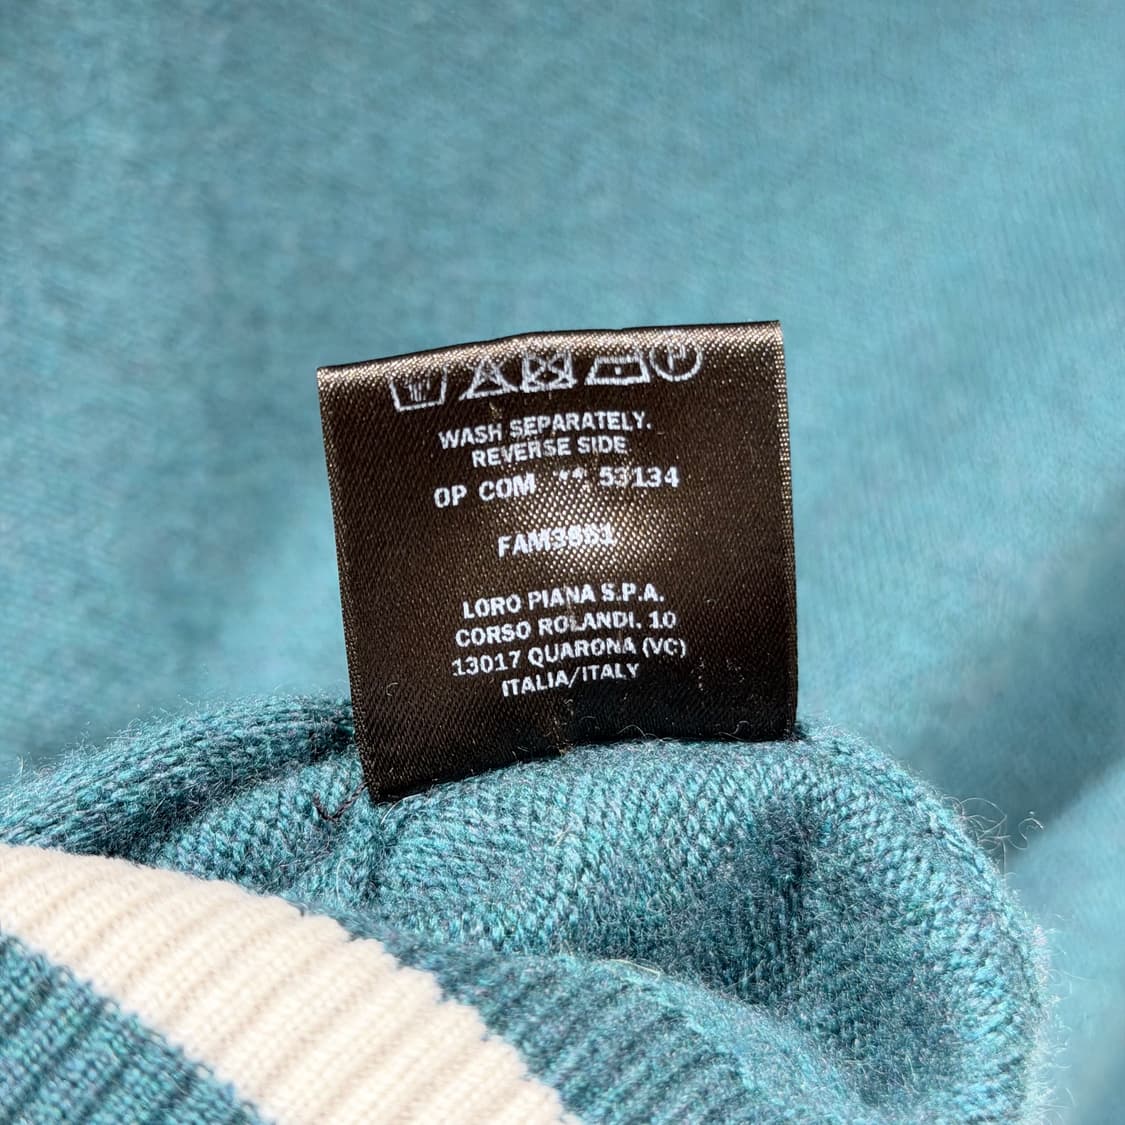 WASH SEPARATELY.
REVERSE SIDE
OP COM ** 53134
LORO PIANA S.P.A.
CORSO ROLANDI, 10
13017 QUARONA (VC)
ITALIA/ITALY